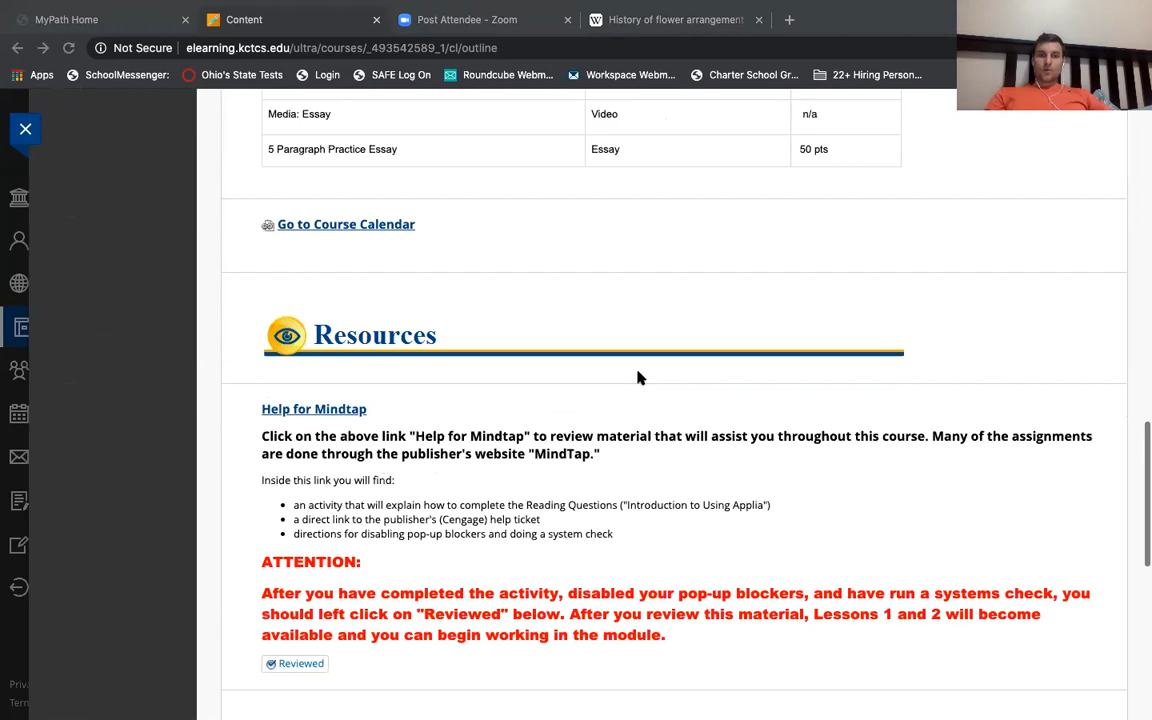 MyPath Home
Content
Post Attendee - Zoom
History of flower arrangement
Not Secure elearning.kctcs.edu/ultra/courses/_493542589_1/cl/outline
Apps SchoolMessenger: Ohio's State Tests Login SAFE Log On Roundcube Webm... Workspace Webm... Charter School Gr... 22+ Hiring Person...
Media: Essay Video n/a
5 Paragraph Practice Essay Essay 50 pts
Go to Course Calendar
Resources
Help for Mindtap
Click on the above link "Help for Mindtap" to review material that will assist you throughout this course. Many of the assignments
are done through the publisher's website "MindTap."
Inside this link you will find:
• an activity that will explain how to complete the Reading Questions ("Introduction to Using Applia")
• a direct link to the publisher's (Cengage) help ticket
• directions for disabling pop-up blockers and doing a system check
ATTENTION:
After you have completed the activity, disabled your pop-up blockers, and have run a systems check, you
should left click on "Reviewed" below. After you review this material, Lessons 1 and 2 will become
available and you can begin working in the module.
Reviewed
Priv
Term